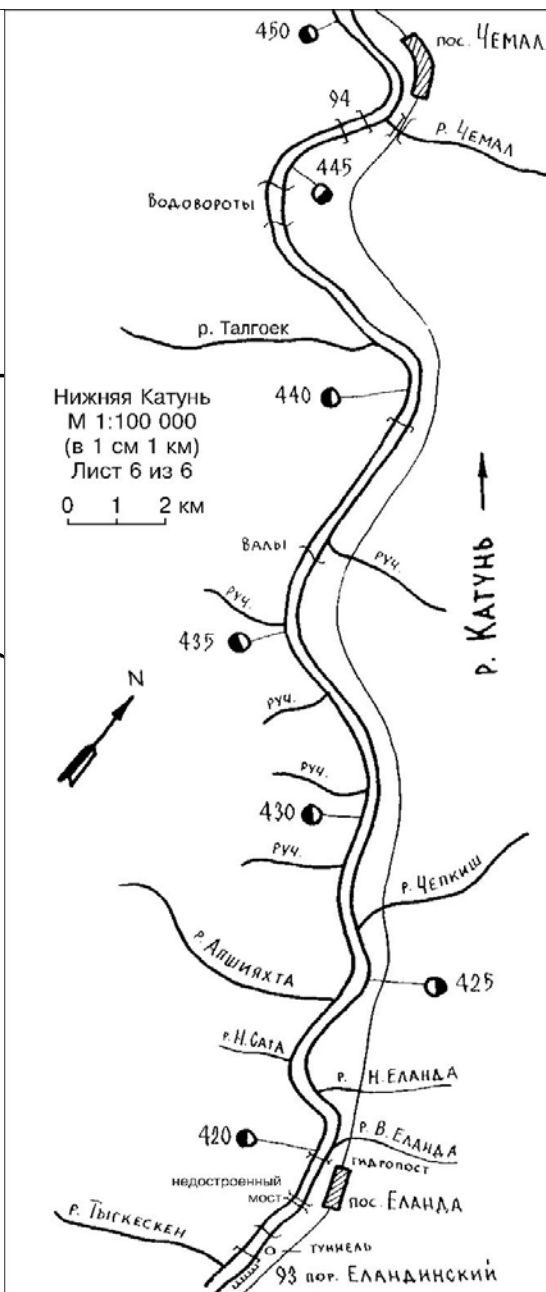 450
пос. ЧЕМАЛ
94
р. ЧЕМАЛ
445
ВОДОВОРОТЫ
р. Талгоек
Нижняя Катунь
М 1:100 000
(в 1 см 1 км)
Лист 6 из 6
0 1 2 км
440
ВАЛЫ
РУЧ.
РУЧ.
435
р. КАТУНЬ
N
РУЧ.
РУЧ.
430
РУЧ.
р. ЧЕПКИШ
р. АПШИЯХТА
425
р. Н. САТА
р. Н. ЕЛАНДА
420
р. В. ЕЛАНДА
ГИДРОПОСТ
недостроенный
мост
пос. ЕЛАНДА
р. ТЫГКЕСКЕН
ТУННЕЛЬ
93 пор. ЕЛАНДИНСКИЙ